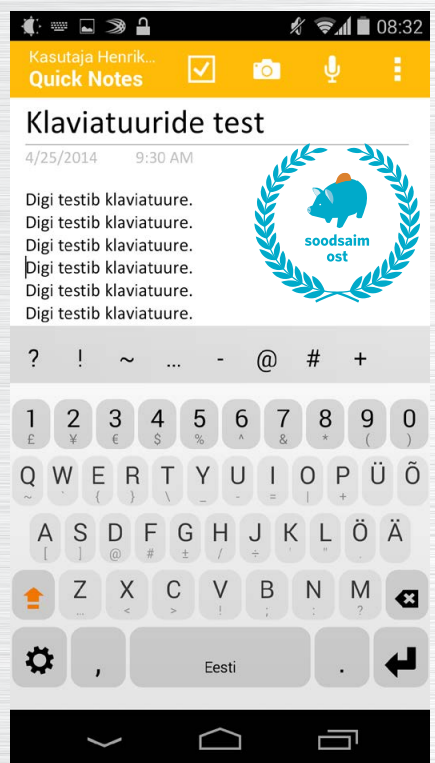 08:32
Kasutaja Henrik...
Quick Notes
Klaviatuuride test
4/25/2014 9:30 AM
Digi testib klaviatuure.
Digi testib klaviatuure.
Digi testib klaviatuure.
Digi testib klaviatuure.
Digi testib klaviatuure.
Digi testib klaviatuure.
soodsaim
ost
? ! ~ ... - @ # +
1 2 3 4 5 6 7 8 9 0
£ ¥ € $ % ^ & * ( )
Q W E R T Y U I O P Ü Õ
~ ` { } \ _ - = | +
A S D F G H J K L Ö Ä
[ ] @ # ± / ÷ ' " :
Z X C V B N M
... < > ! ; : ?
, Eesti .